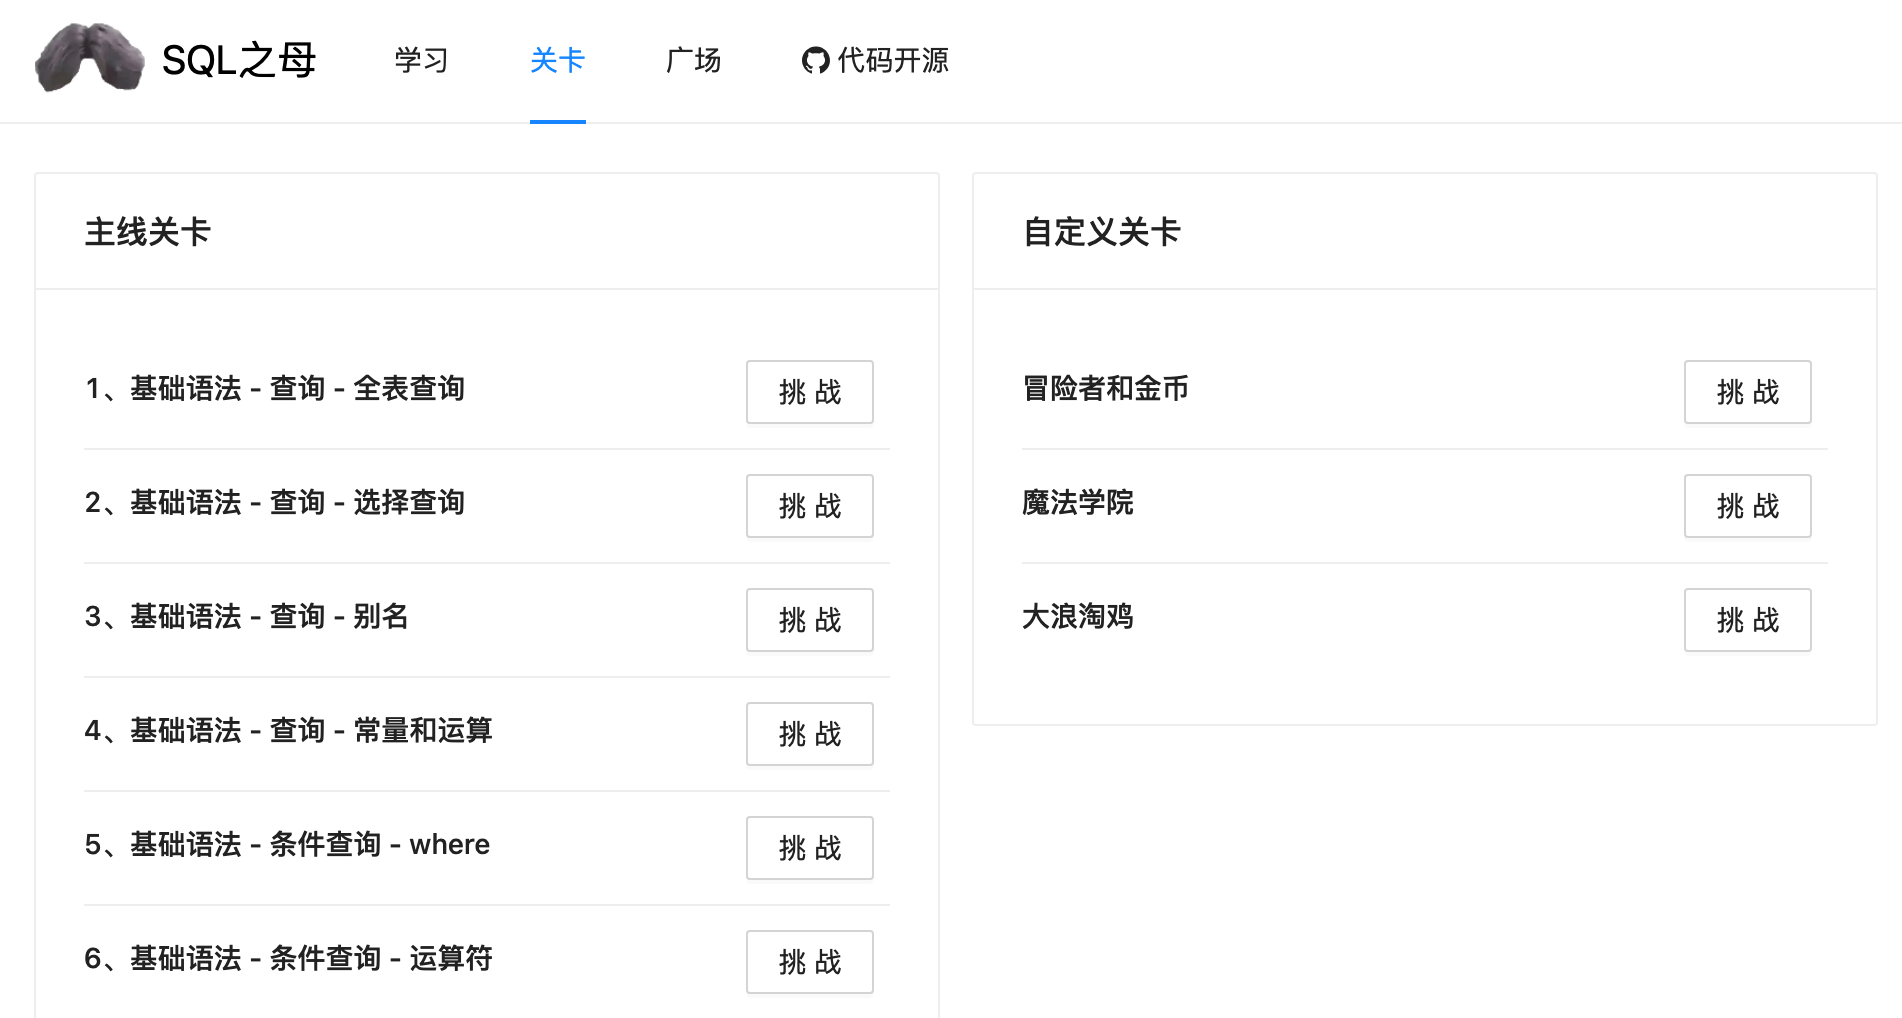 SQL之母
学习
关卡
广场
代码开源
主线关卡
1、基础语法 - 查询 - 全表查询
挑 战
2、基础语法 - 查询 - 选择查询
挑 战
3、基础语法 - 查询 - 别名
挑 战
4、基础语法 - 查询 - 常量和运算
挑 战
5、基础语法 - 条件查询 - where
挑 战
6、基础语法 - 条件查询 - 运算符
挑 战
自定义关卡
冒险者和金币
挑 战
魔法学院
挑 战
大浪淘鸡
挑 战